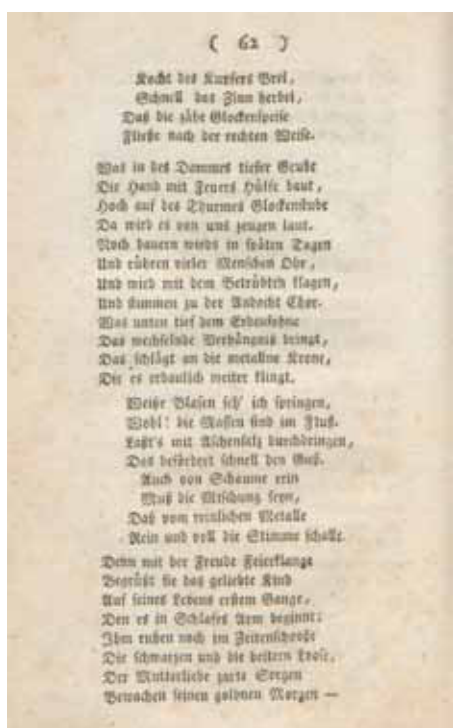 ( 62 )
Kocht des Kupfers Brei,
Schnell das Zinn herbei,
Daß die zähe Glockenspeise
Fließe nach der rechten Weise.
Was in des Dammes tiefer Grube
Die Hand mit Feuers Hülfe baut,
Hoch auf des Thurmes Glockenstube
Da wird es von uns zeugen laut.
Noch dauern wirds in späten Tagen
Und rühren vieler Menschen Ohr,
Und wird mit dem Betrübten klagen,
Und stimmen zu der Andacht Chor.
Was unten tief dem Erdensohne
Das wechselnde Verhängnis bringt,
Das schlägt an die metallne Krone,
Die es erbaulich weiter klingt.
Weiße Blasen seh' ich springen,
Wohl! die Massen sind im Fluß.
Laßt's mit Aschensalz durchdringen,
Das befördert schnell den Guß.
Auch von Schaume rein
Muß die Mischung seyn,
Daß vom reinlichen Metalle
Rein und voll die Stimme schalle.
Denn mit der Freude Feierklange
Begrüßt sie das geliebte Kind
Auf seines Lebens erstem Gange,
Den es in Schlafes Arm beginnt;
Ihm ruhen noch im Zeitenschooße
Die schwarzen und die heitern Loose,
Der Mutterliebe zarte Sorgen
Bewachen seinen goldnen Morgen —